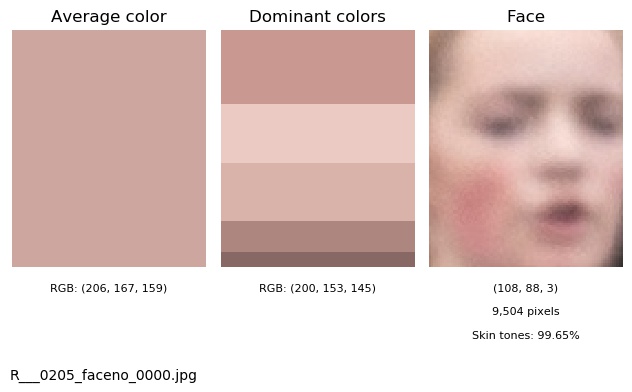 Average color
Dominant colors
Face
RGB: (206, 167, 159)
RGB: (200, 153, 145)
(108, 88, 3)
9,504 pixels
Skin tones: 99.65%
R___0205_faceno_0000.jpg